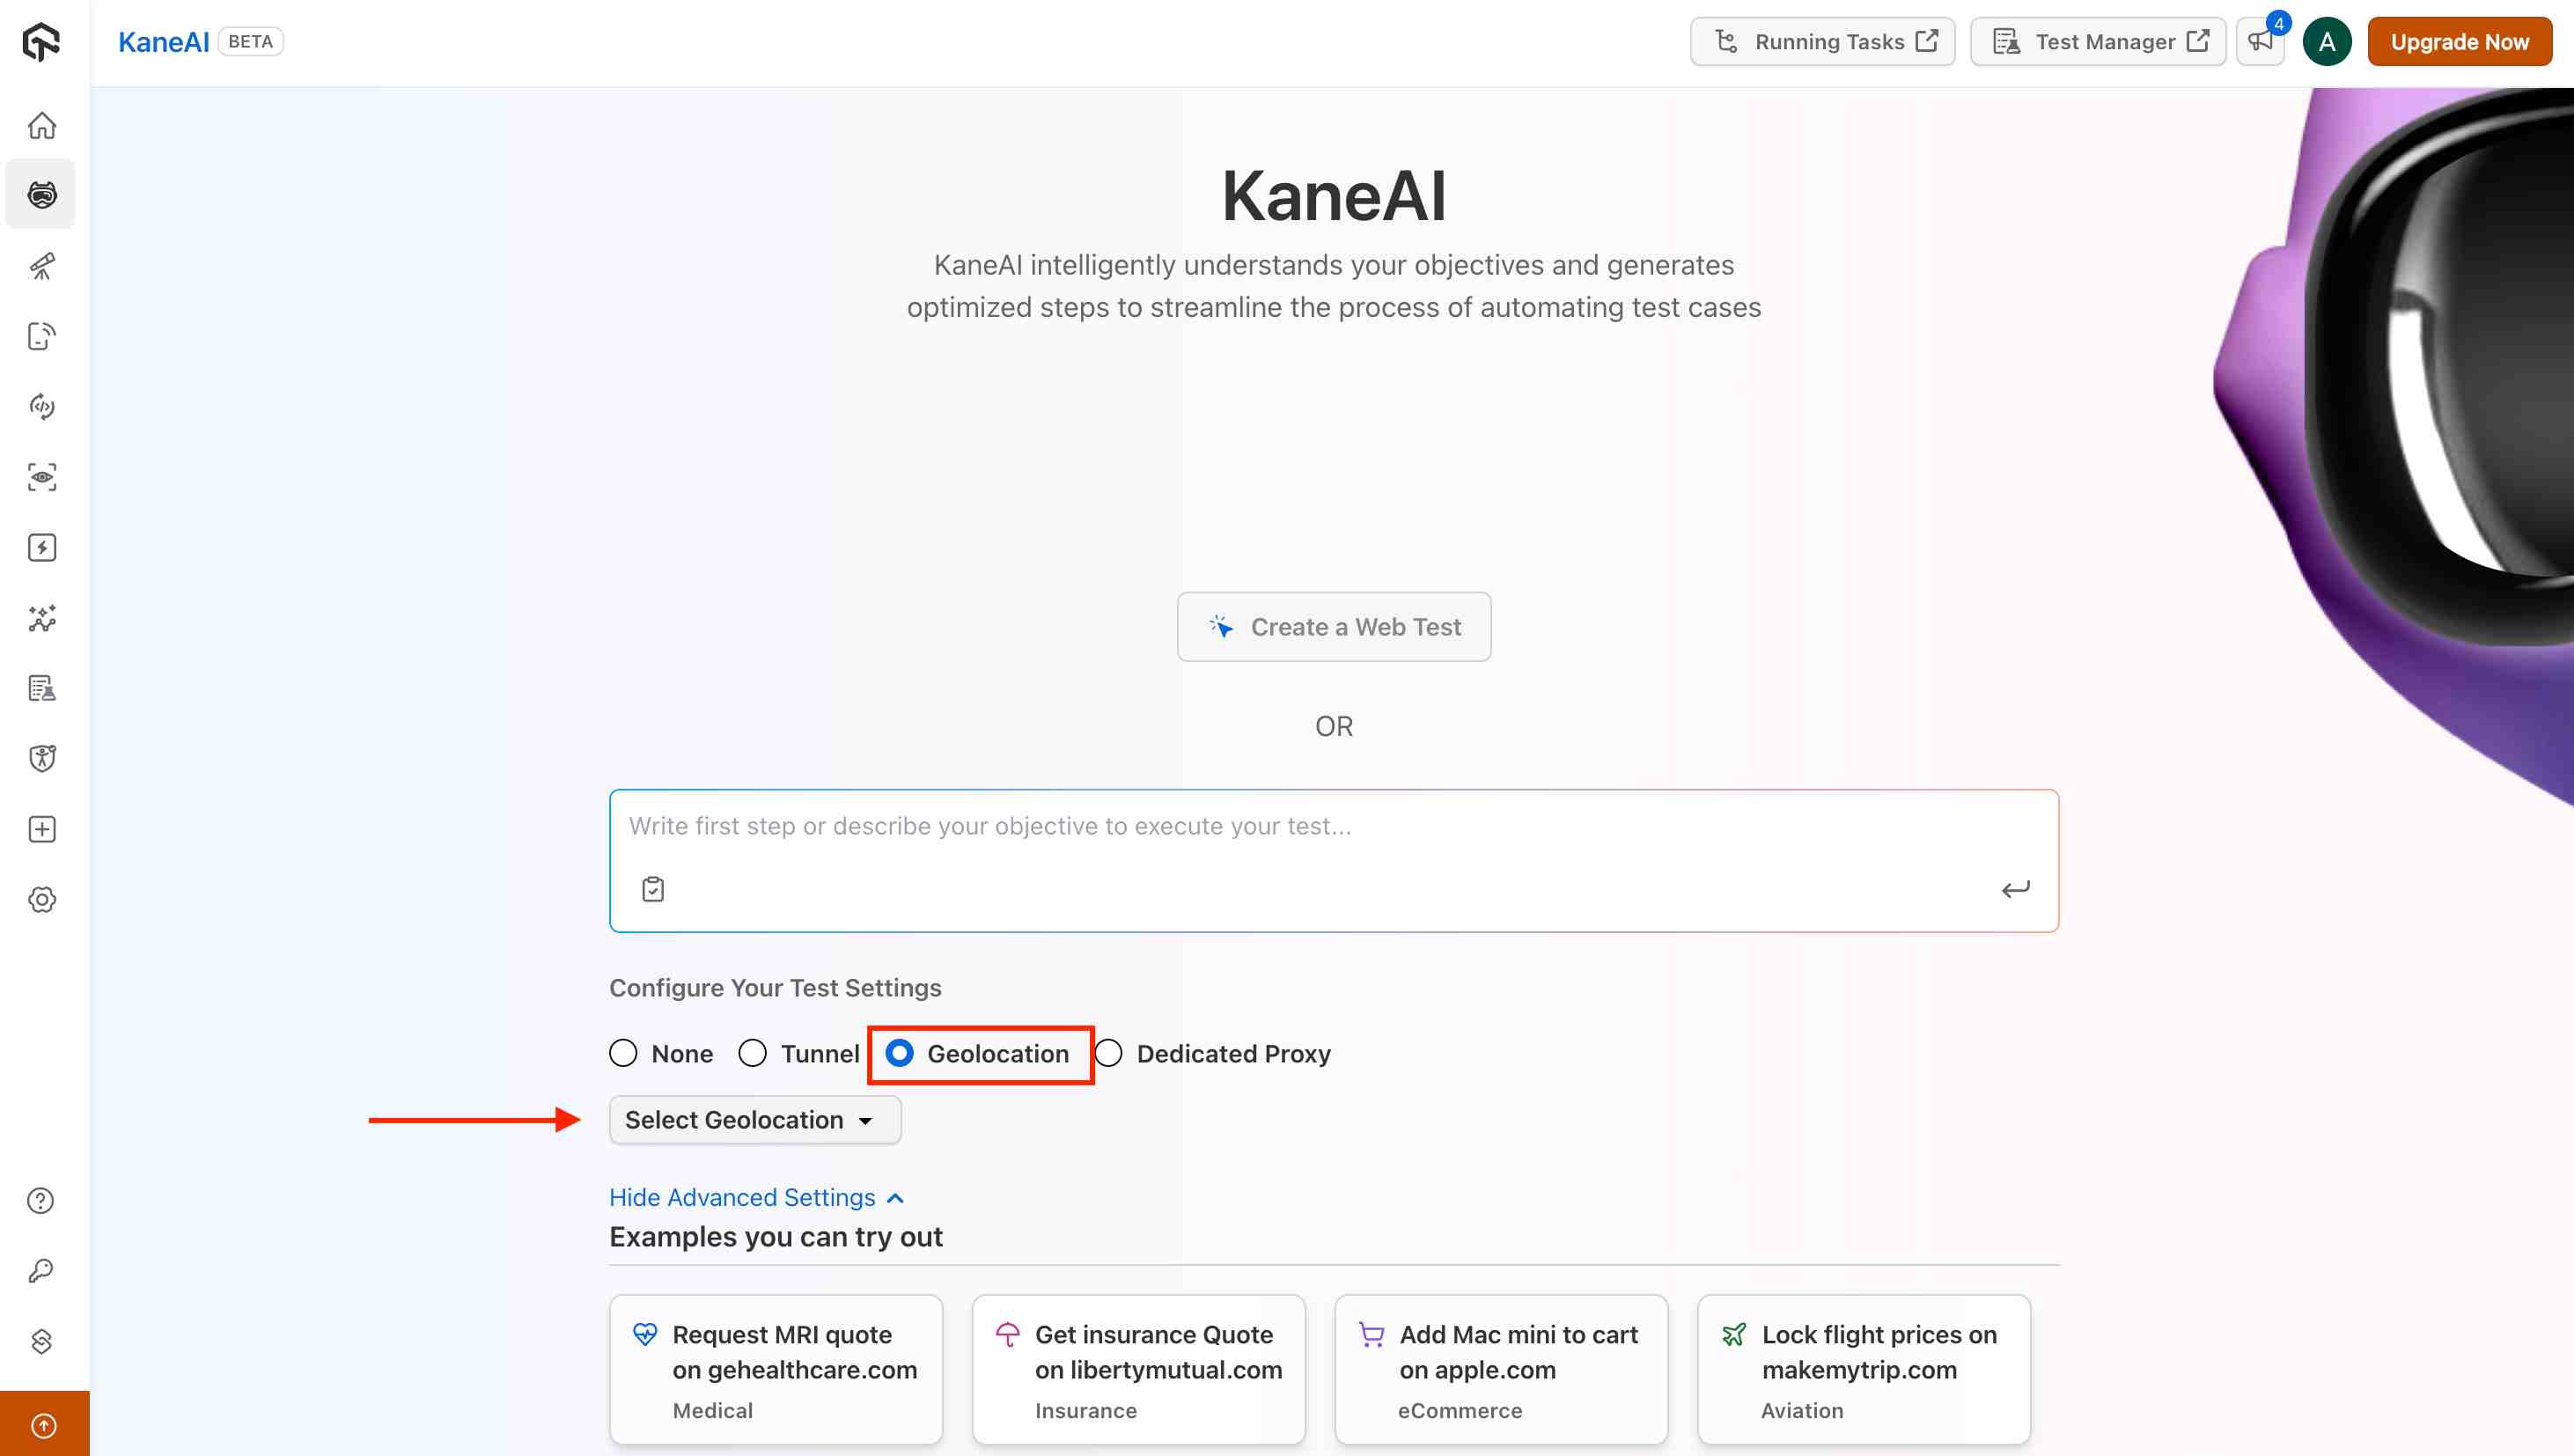 KaneAI BETA
Running Tasks
Test Manager
4
A
Upgrade Now
KaneAI
KaneAI intelligently understands your objectives and generates
optimized steps to streamline the process of automating test cases
Create a Web Test
OR
Write first step or describe your objective to execute your test...
Configure Your Test Settings
None
Tunnel
Geolocation
Dedicated Proxy
Select Geolocation
Hide Advanced Settings
Examples you can try out
Request MRI quote
on gehealthcare.com
Medical
Get insurance Quote
on libertymutual.com
Insurance
Add Mac mini to cart
on apple.com
eCommerce
Lock flight prices on
makemytrip.com
Aviation